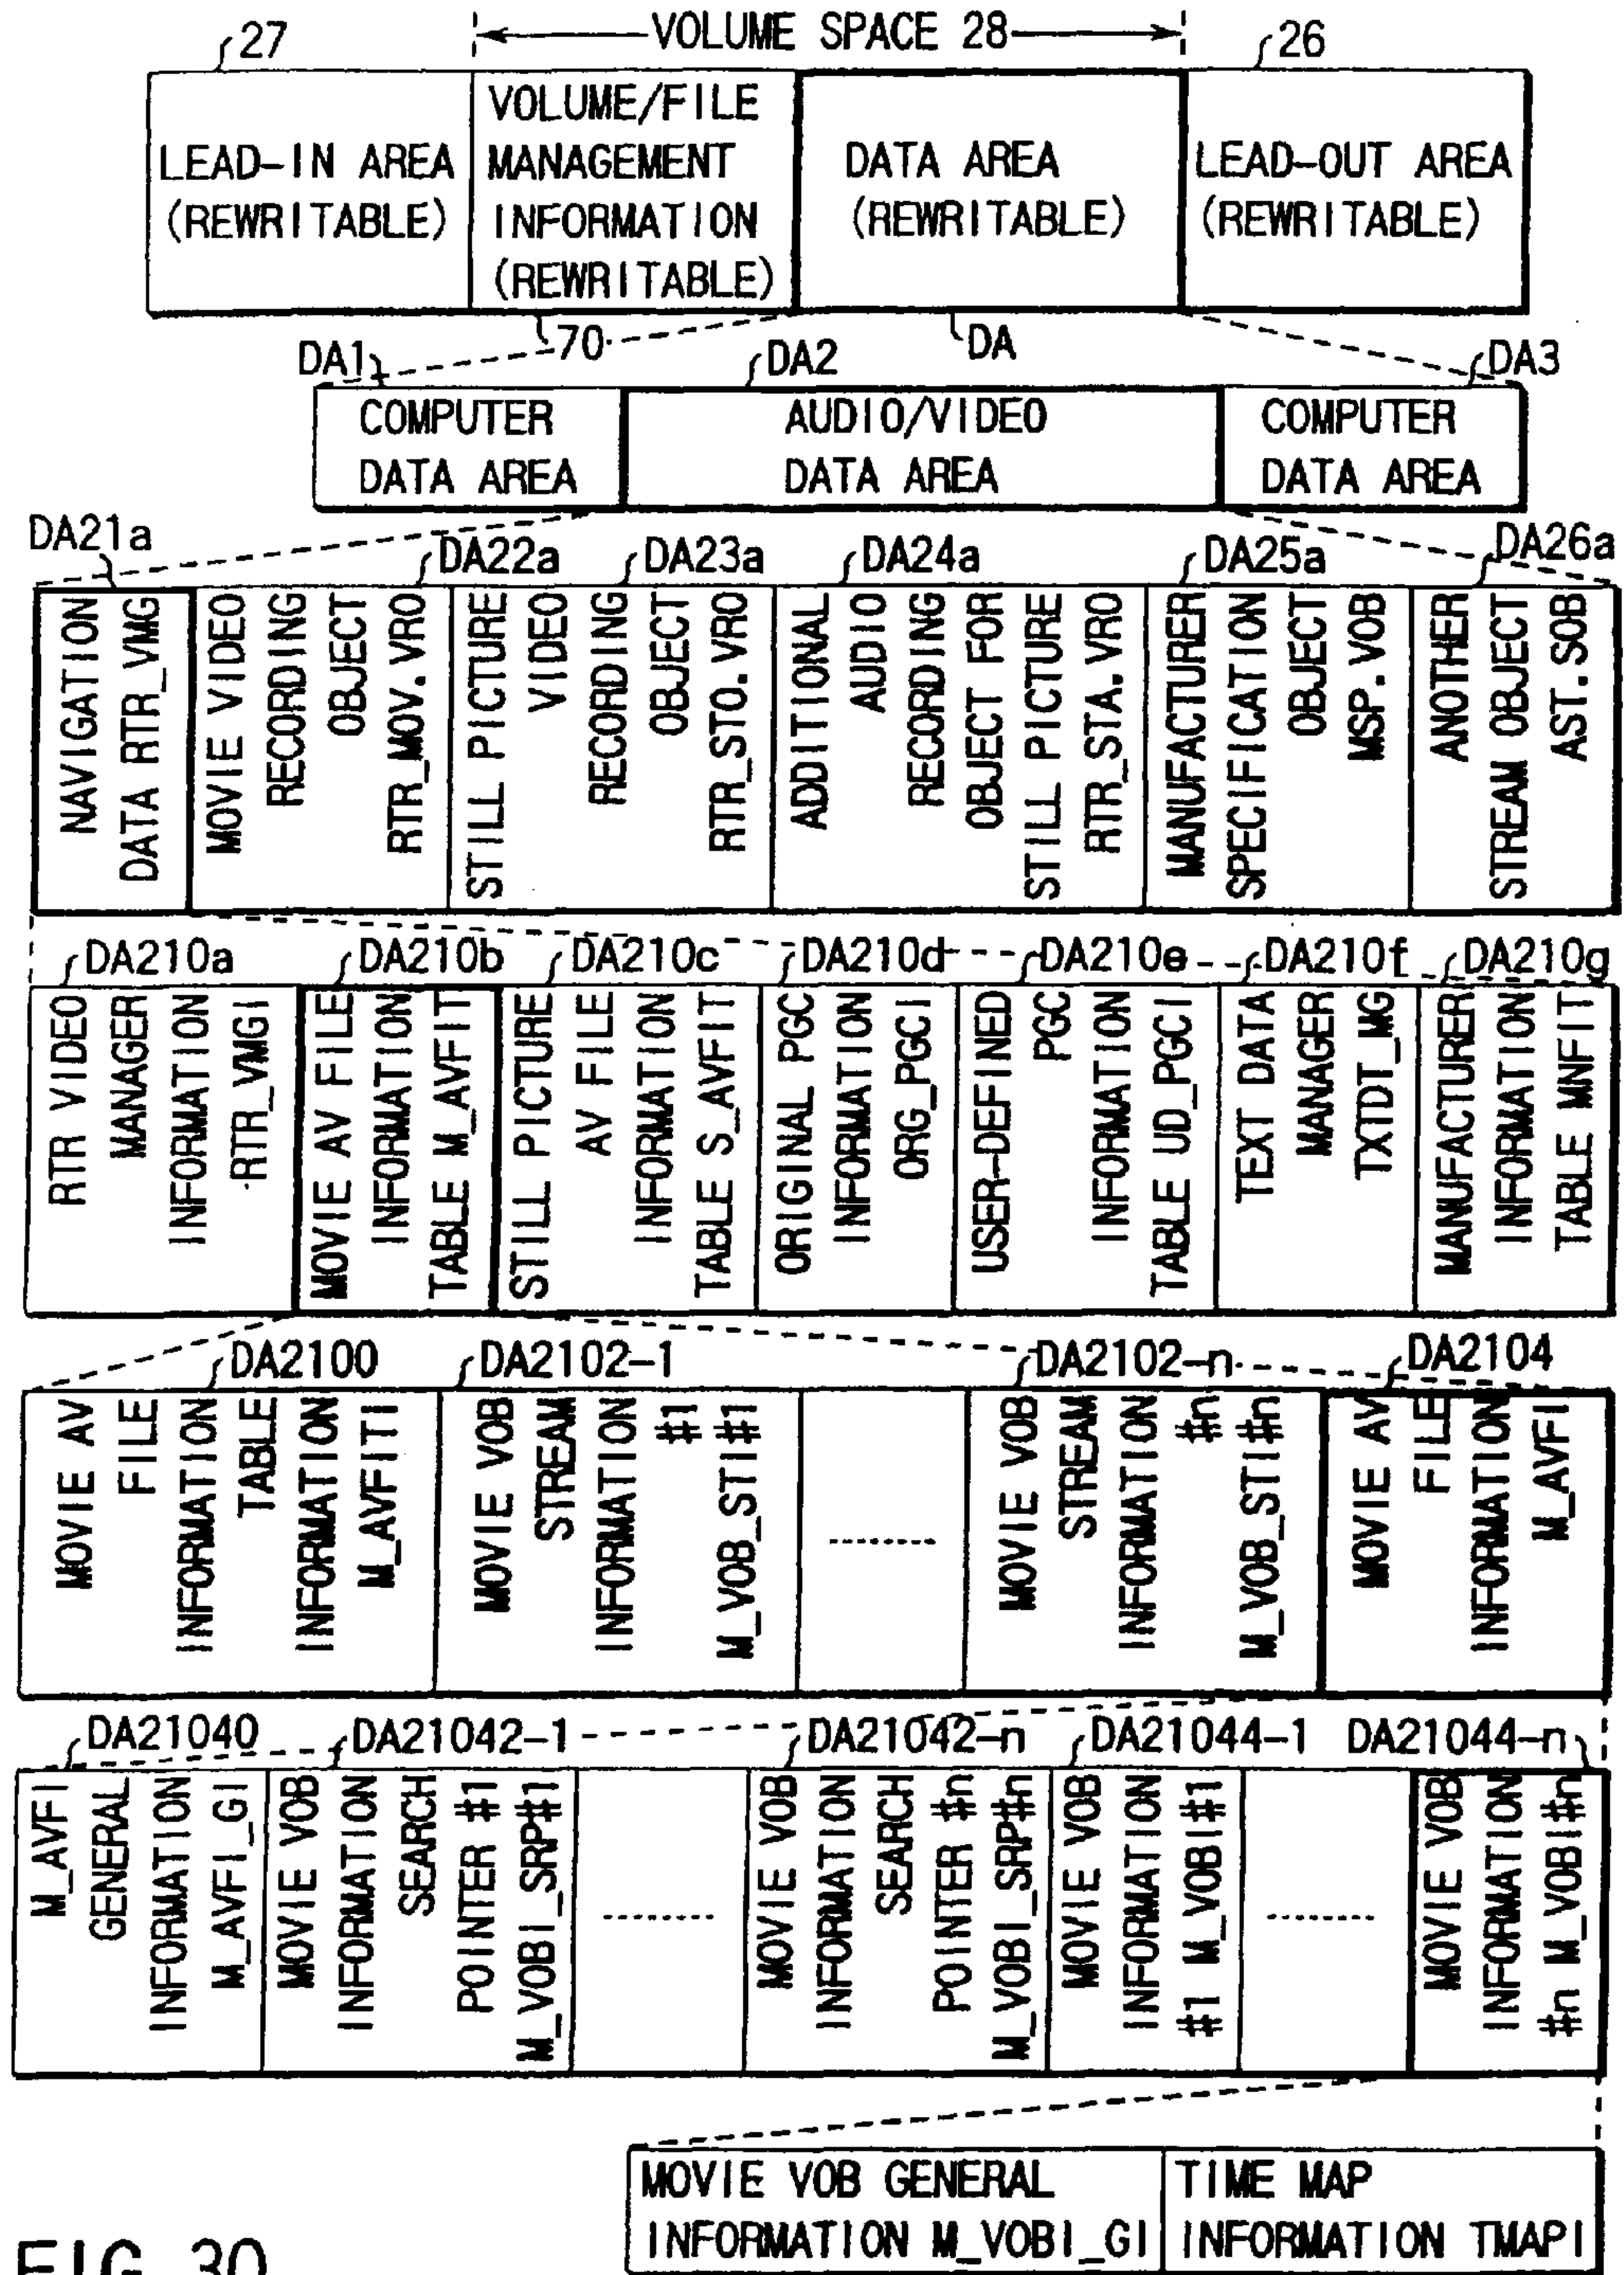 VOLUME SPACE 28
27
26
LEAD-IN AREA
(REWRITABLE)
VOLUME/FILE
MANAGEMENT
INFORMATION
(REWRITABLE)
DATA AREA
(REWRITABLE)
LEAD-OUT AREA
(REWRITABLE)
70
DA
DA1
DA2
DA3
COMPUTER
DATA AREA
AUDIO/VIDEO
DATA AREA
COMPUTER
DATA AREA
DA21a
DA22a
DA23a
DA24a
DA25a
DA26a
NAVIGATION
DATA RTR_VMG
MOVIE VIDEO
RECORDING
OBJECT
RTR_MOV.VRO
STILL PICTURE
VIDEO
RECORDING
OBJECT
RTR_STO.VRO
ADDITIONAL
AUDIO
RECORDING
OBJECT FOR
STILL PICTURE
RTR_STA.VRO
MANUFACTURER
SPECIFICATION
OBJECT
MSP.VOB
ANOTHER
STREAM OBJECT
AST.SOB
DA210a
DA210b
DA210c
DA210d
DA210e
DA210f
DA210g
RTR VIDEO
MANAGER
INFORMATION
RTR_VMGI
MOVIE AV FILE
INFORMATION
TABLE M_AVFIT
STILL PICTURE
AV FILE
INFORMATION
TABLE S_AVFIT
ORIGINAL PGC
INFORMATION
ORG_PGCI
USER-DEFINED
PGC
INFORMATION
TABLE UD_PGCI
TEXT DATA
MANAGER
TXTDT_MG
MANUFACTURER
INFORMATION
TABLE MNFIT
DA2100
DA2102-1
DA2102-n
DA2104
MOVIE AV
FILE
INFORMATION
TABLE
INFORMATION
M_AVFITI
MOVIE VOB
STREAM
INFORMATION
#1
M_VOB_STI#1
MOVIE VOB
STREAM
INFORMATION
#n
M_VOB_STI#n
MOVIE AV
FILE
INFORMATION
M_AVFI
DA21040
DA21042-1
DA21042-n
DA21044-1
DA21044-n
M_AVFI
GENERAL
INFORMATION
M_AVFI_GI
MOVIE VOB
INFORMATION
SEARCH
POINTER #1
M_VOBI_SRP#1
MOVIE VOB
INFORMATION
SEARCH
POINTER #n
M_VOBI_SRP#n
MOVIE VOB
INFORMATION
#1 M_VOBI#1
MOVIE VOB
INFORMATION
#n M_VOBI#n
MOVIE VOB GENERAL
INFORMATION M_VOBI_GI
TIME MAP
INFORMATION TMAPI
FIG. 30